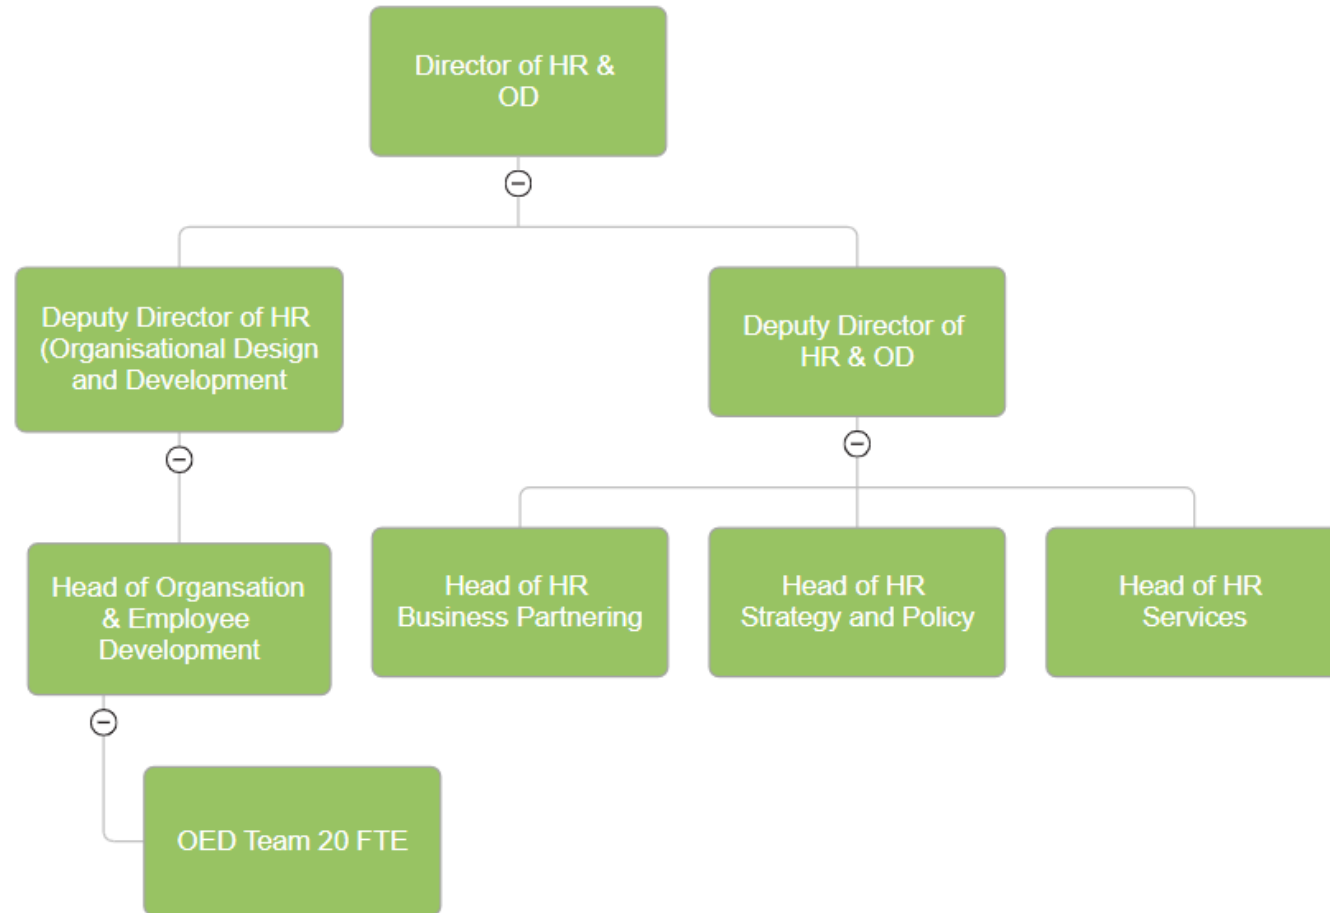 Director of HR &
OD
Deputy Director of HR
(Organisational Design
and Development
Deputy Director of
HR & OD
Head of Organsation
& Employee
Development
Head of HR
Business Partnering
Head of HR
Strategy and Policy
Head of HR
Services
OED Team 20 FTE